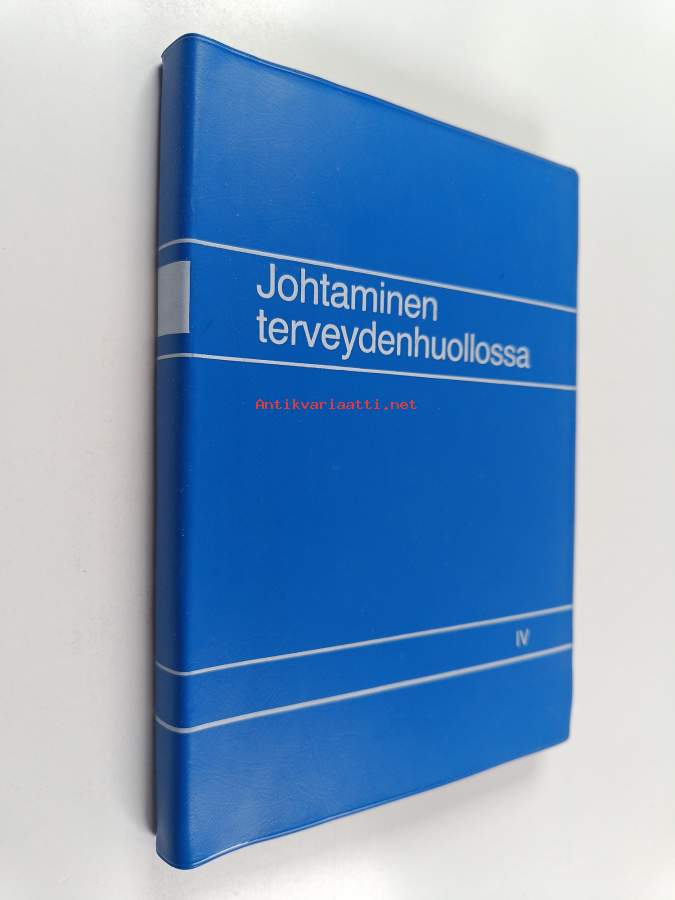 Johtaminen
terveydenhuollossa
Antikvariaatti.net
IV